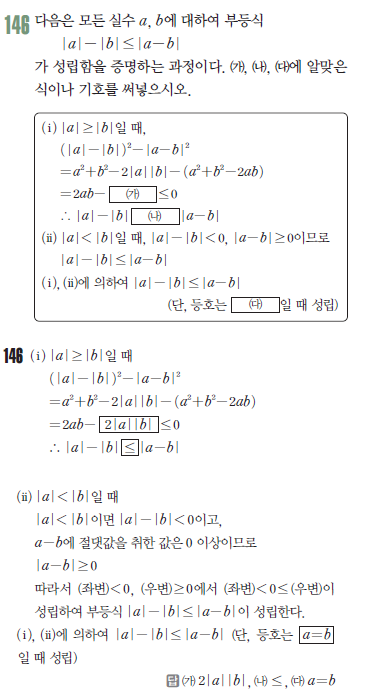 146 다음은 모든 실수 a, b에 대하여 부등식
|a|-|b|≤|a-b|
가 성립함을 증명하는 과정이다. ㈎, ㈏, ㈐에 알맞은
식이나 기호를 써넣으시오.
(i) |a|≥|b|일 때,
(|a|-|b|)²-|a-b|²
=a²+b²-2|a||b|-(a²+b²-2ab)
=2ab- ㈎ ≤0
∴ |a|-|b| ㈏ |a-b|
(ii) |a|<|b|일 때, |a|-|b|<0, |a-b|≥0이므로
|a|-|b|≤|a-b|
(i), (ii)에 의하여 |a|-|b|≤|a-b|
(단, 등호는 ㈐ 일 때 성립)
146 (i) |a|≥|b|일 때
(|a|-|b|)²-|a-b|²
=a²+b²-2|a||b|-(a²+b²-2ab)
=2ab- 2|a||b| ≤0
∴ |a|-|b| ≤ |a-b|
(ii) |a|<|b|일 때
|a|<|b|이면 |a|-|b|<0이고,
a-b에 절댓값을 취한 값은 0 이상이므로
|a-b|≥0
따라서 (좌변)<0, (우변)≥0에서 (좌변)<0≤(우변)이
성립하여 부등식 |a|-|b|≤|a-b|이 성립한다.
(i), (ii)에 의하여 |a|-|b|≤|a-b| (단, 등호는 a=b
일 때 성립)
답 ㈎ 2|a||b|, ㈏ ≤, ㈐ a=b